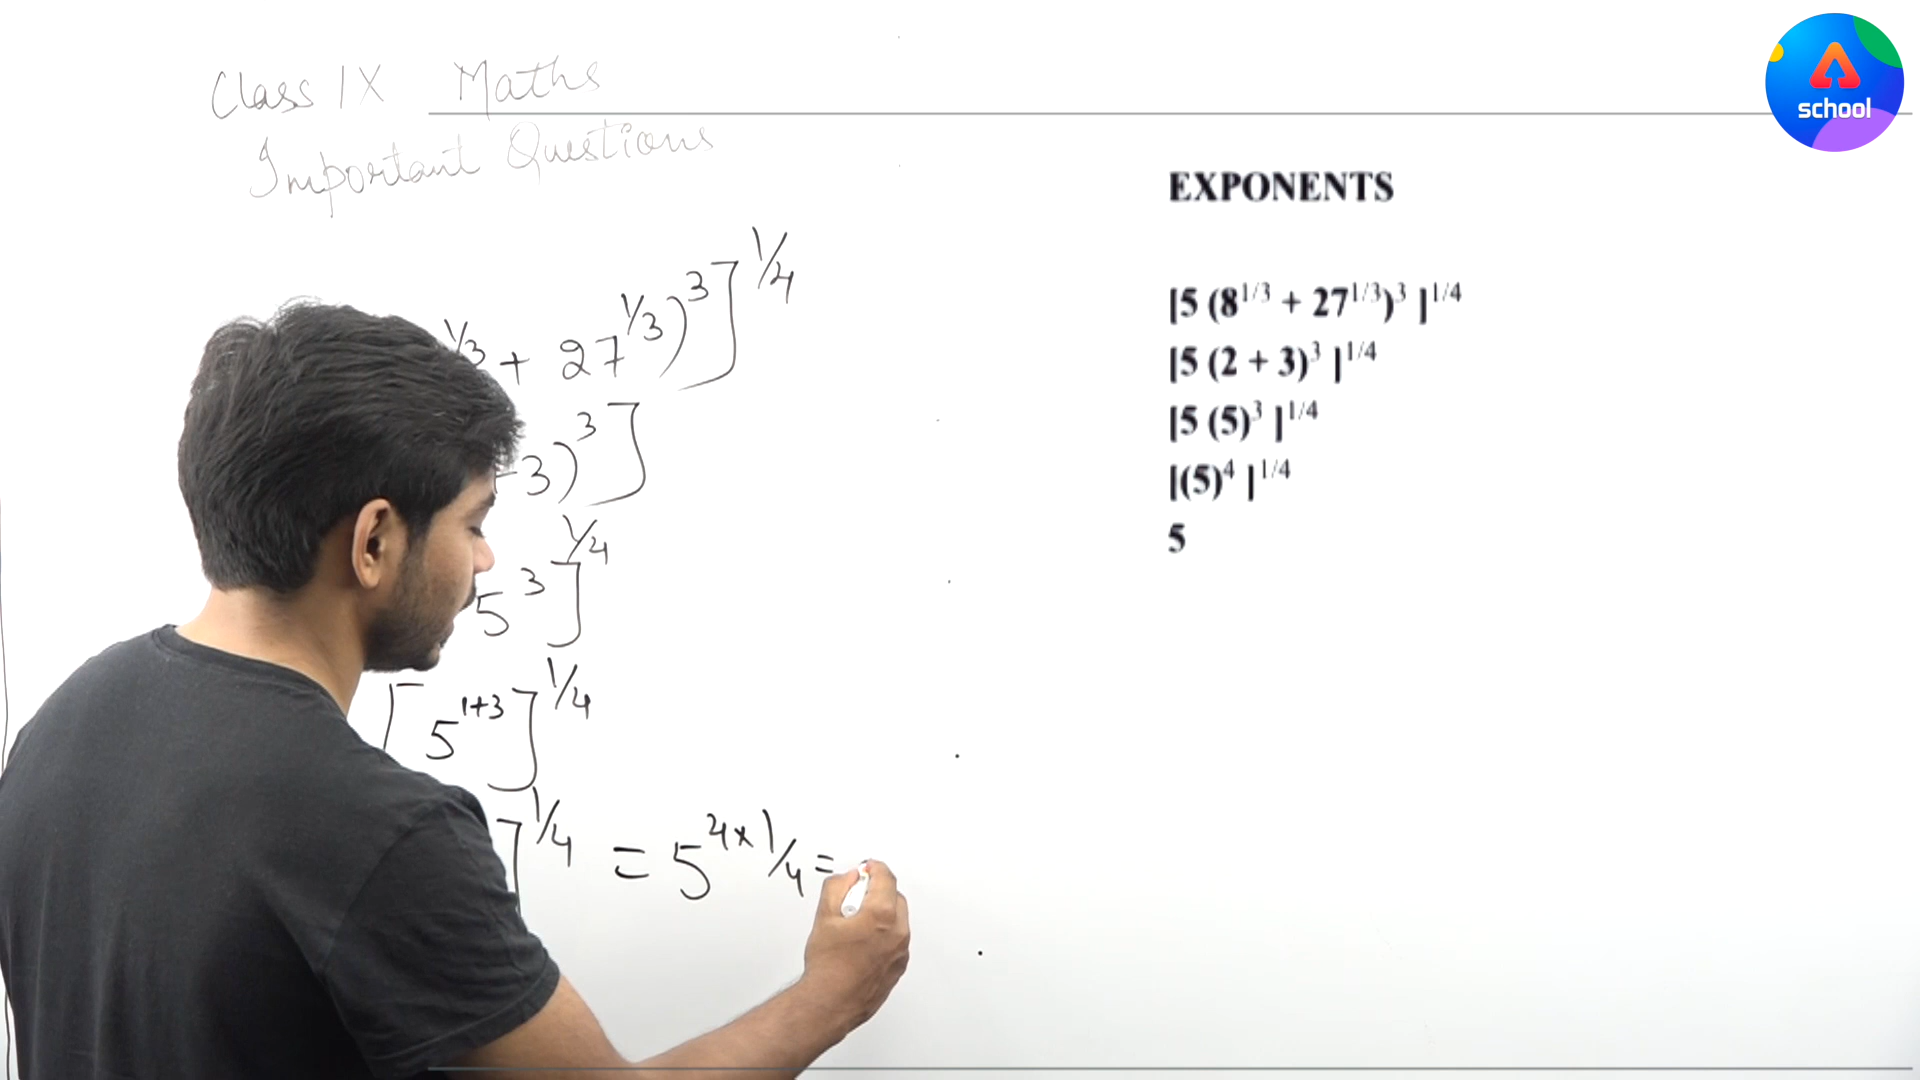 Class IX Maths
Important Questions
1/3 + 27^1/3)^3]^1/4
3)^3]
5^3]^1/4
[5^1+3]^1/4
]^1/4 = 5^4×1/4 =
school
EXPONENTS
[5 (8^1/3 + 27^1/3)^3 ]^1/4
[5 (2 + 3)^3 ]^1/4
[5 (5)^3 ]^1/4
[(5)^4 ]^1/4
5